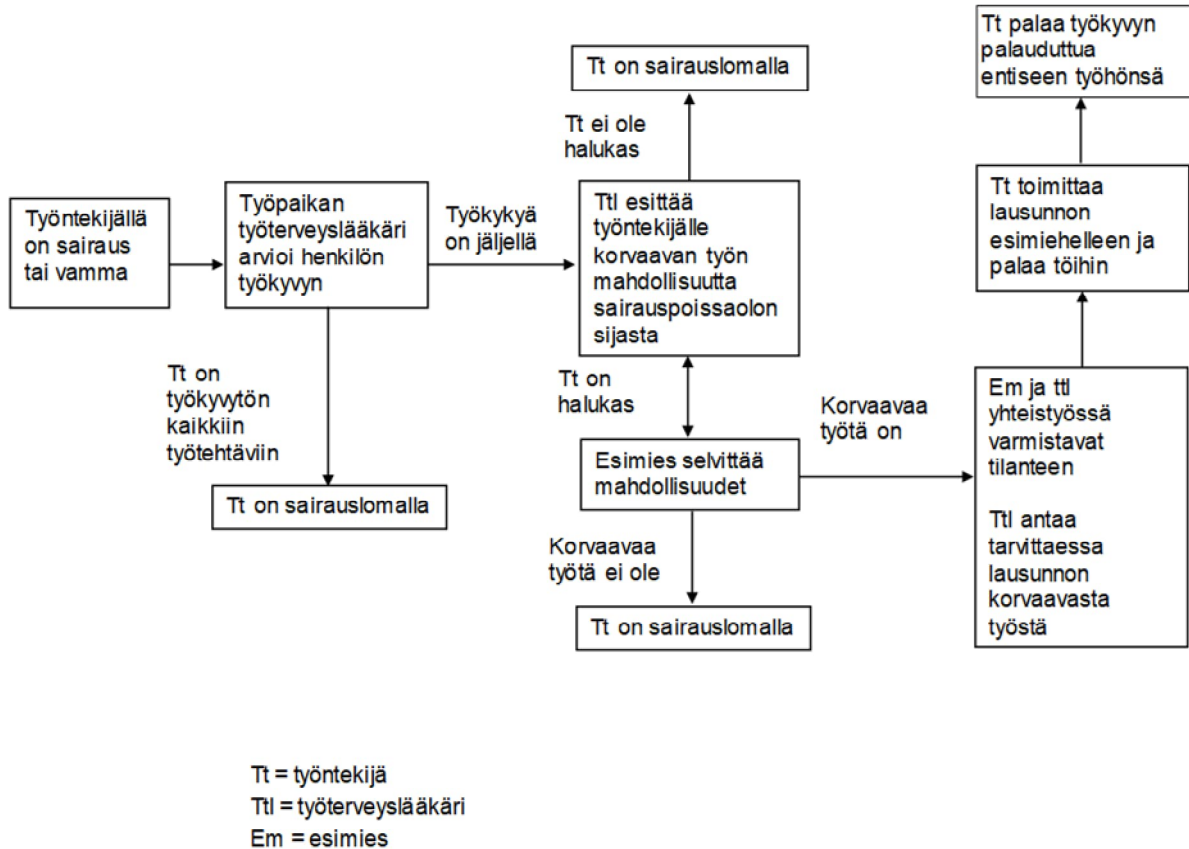 Työntekijällä
on sairaus
tai vamma
Työpaikan
työterveyslääkäri
arvioi henkilön
työkyvyn
Tt on
työkyvytön
kaikkiin
työtehtäviin
Tt on sairauslomalla
Työkykyä
on jäljellä
Ttl esittää
työntekijälle
korvaavan työn
mahdollisuutta
sairauspoissaolon
sijasta
Tt ei ole
halukas
Tt on sairauslomalla
Tt on
halukas
Esimies selvittää
mahdollisuudet
Korvaavaa
työtä ei ole
Tt on sairauslomalla
Korvaavaa
työtä on
Em ja ttl
yhteistyössä
varmistavat
tilanteen
Ttl antaa
tarvittaessa
lausunnon
korvaavasta
työstä
Tt toimittaa
lausunnon
esimiehelleen ja
palaa töihin
Tt palaa työkyvyn
palauduttua
entiseen työhönsä
Tt = työntekijä
Ttl = työterveyslääkäri
Em = esimies